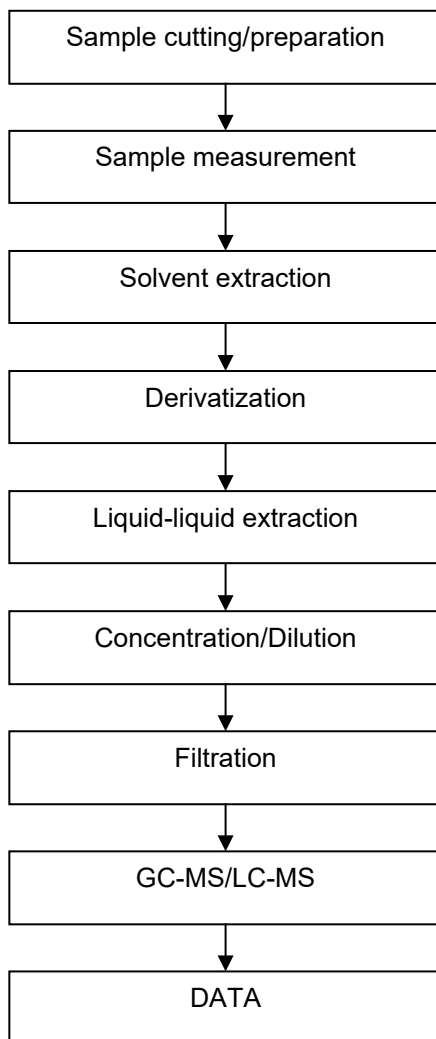 Sample cutting/preparation
Sample measurement
Solvent extraction
Derivatization
Liquid-liquid extraction
Concentration/Dilution
Filtration
GC-MS/LC-MS
DATA